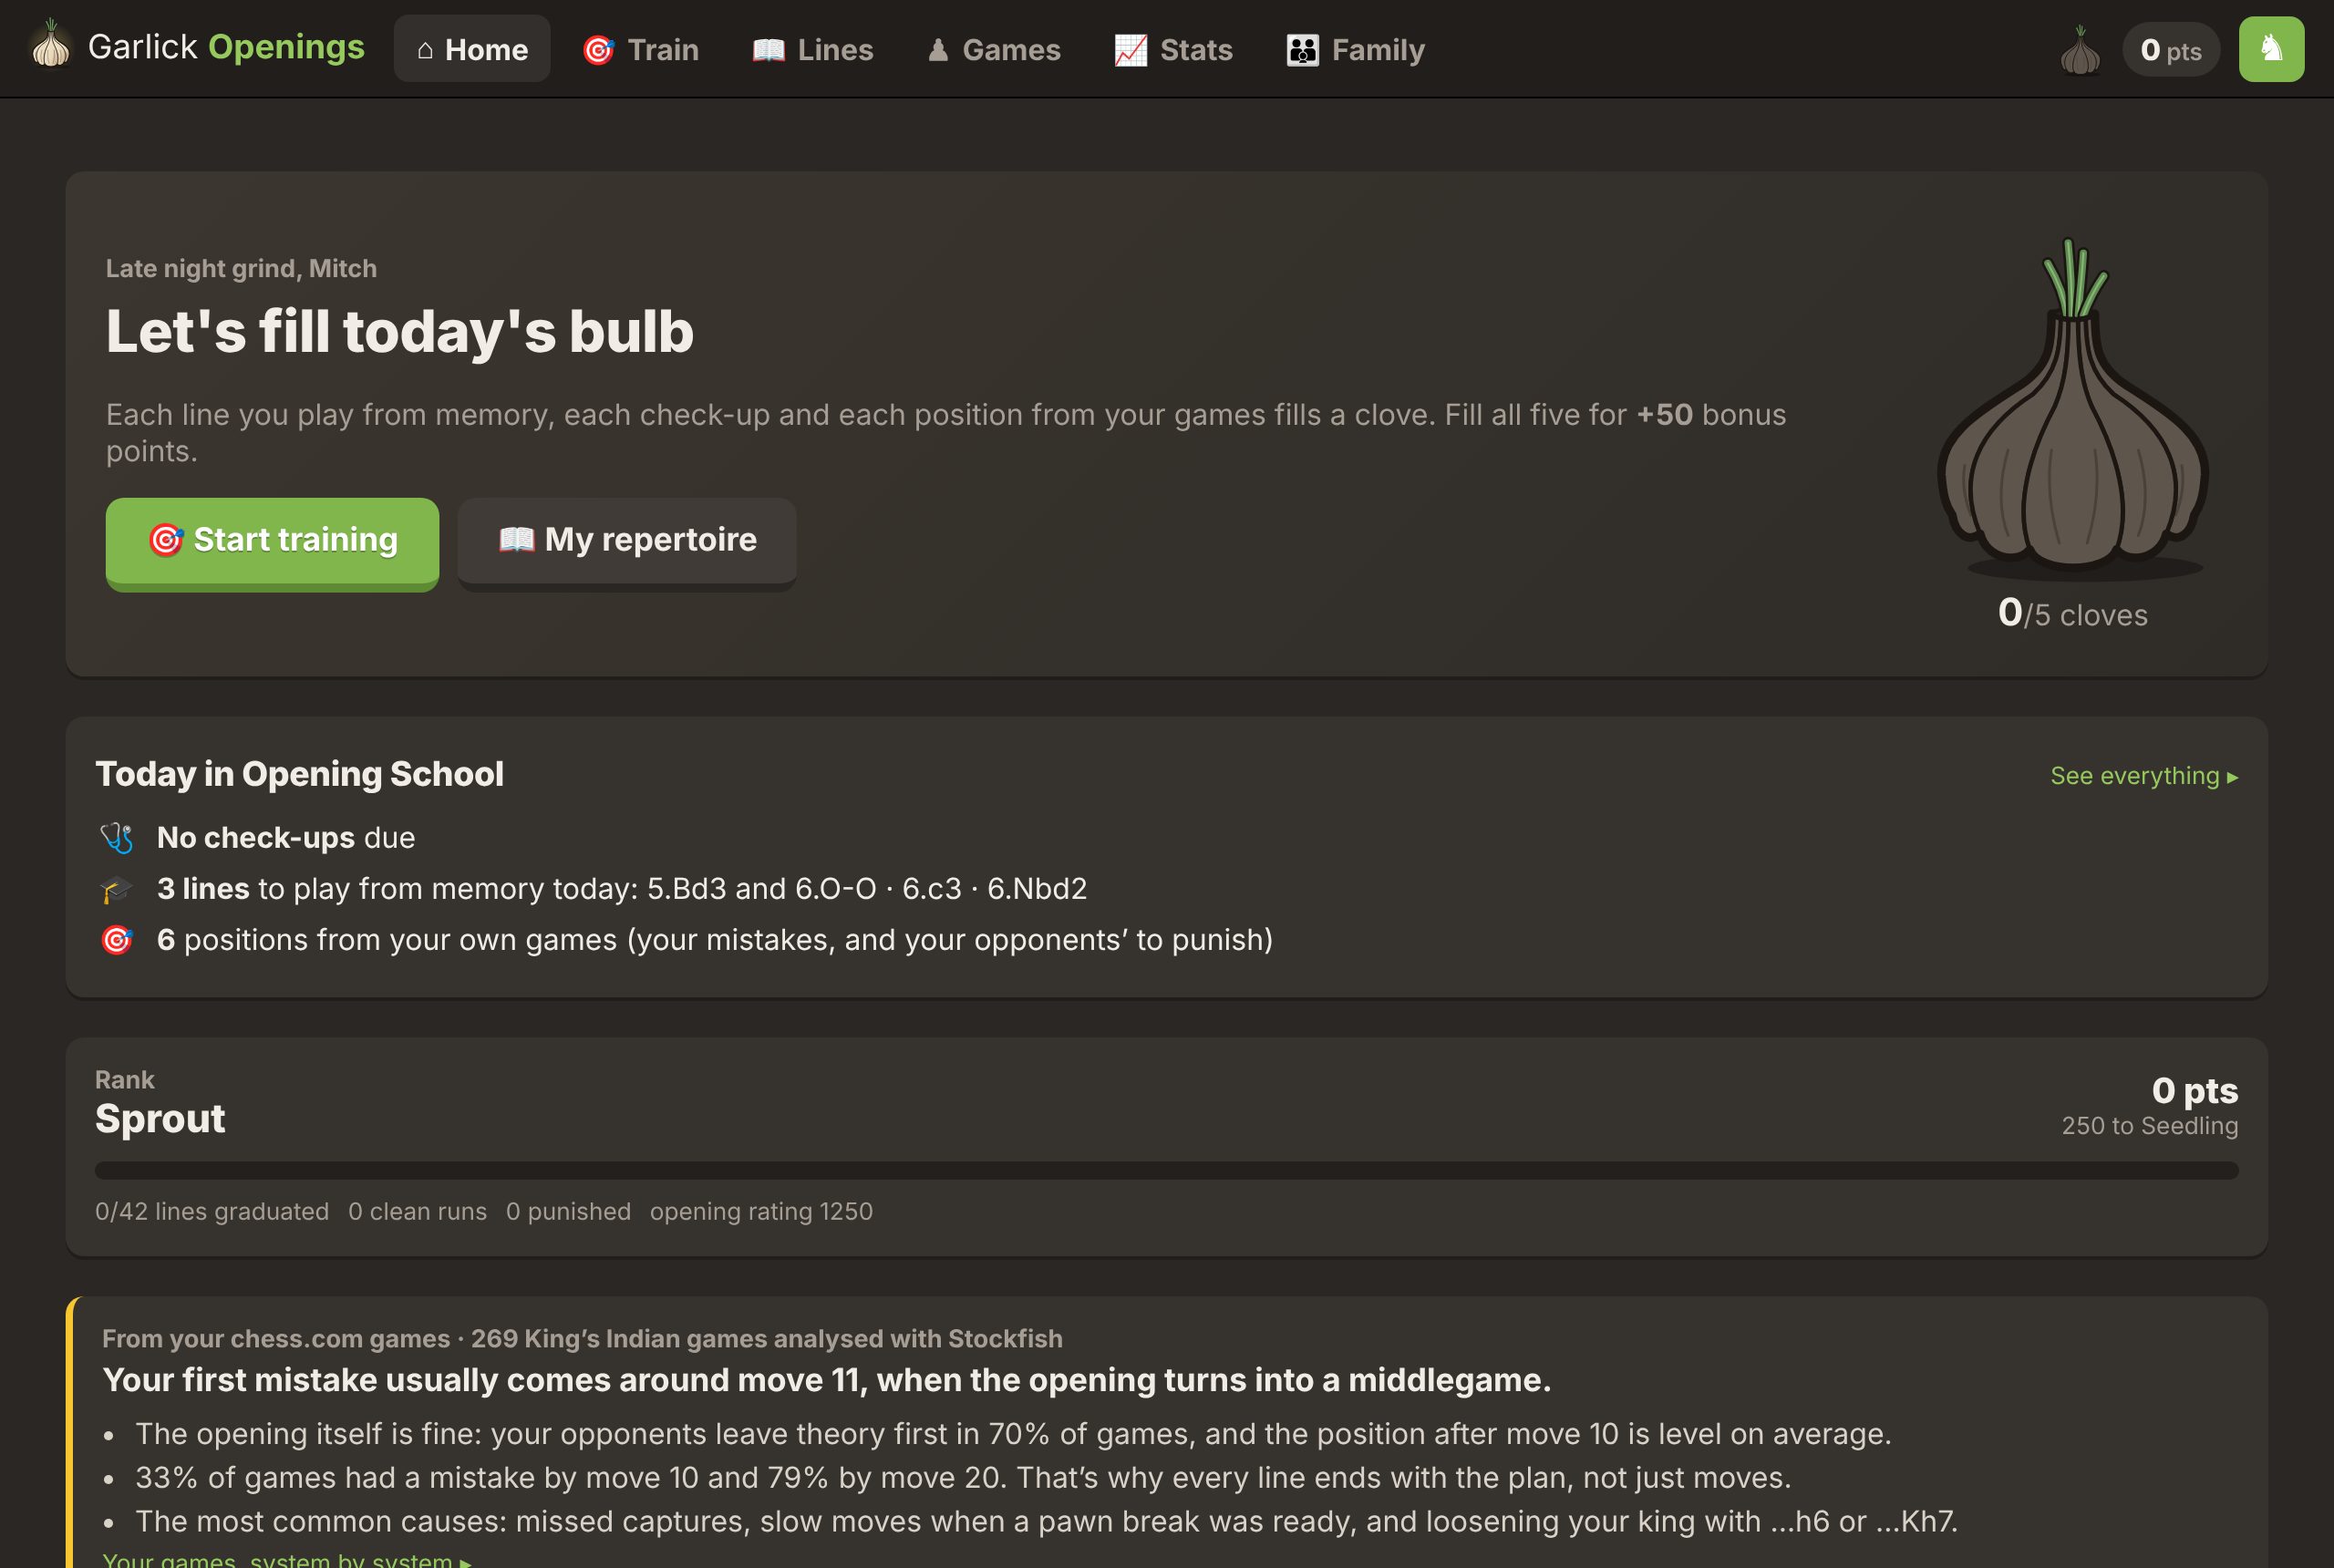 Garlick Openings
Home
Train
Lines
Games
Stats
Family
0 pts
Late night grind, Mitch
Let's fill today's bulb
Each line you play from memory, each check-up and each position from your games fills a clove. Fill all five for +50 bonus
points.
Start training
My repertoire
0/5 cloves
Today in Opening School
See everything ▸
No check-ups due
3 lines to play from memory today: 5.Bd3 and 6.O-O · 6.c3 · 6.Nbd2
6 positions from your own games (your mistakes, and your opponents’ to punish)
Rank
Sprout
0 pts
250 to Seedling
0/42 lines graduated 0 clean runs 0 punished opening rating 1250
From your chess.com games · 269 King’s Indian games analysed with Stockfish
Your first mistake usually comes around move 11, when the opening turns into a middlegame.
• The opening itself is fine: your opponents leave theory first in 70% of games, and the position after move 10 is level on average.
• 33% of games had a mistake by move 10 and 79% by move 20. That’s why every line ends with the plan, not just moves.
• The most common causes: missed captures, slow moves when a pawn break was ready, and loosening your king with …h6 or …Kh7.
Your games, system by system ▸